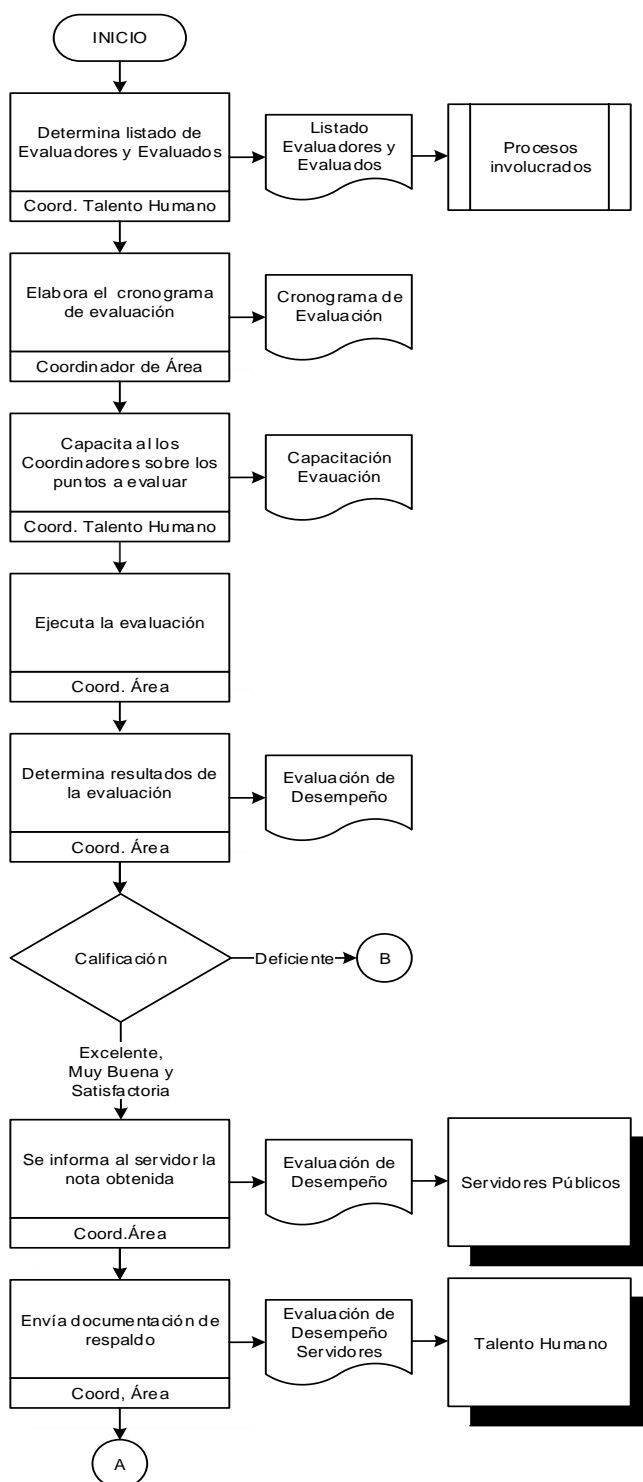 INICIO
Determina listado de
Evaluadores y Evaluados
Coord. Talento Humano
Listado
Evaluadores y
Evaluados
Procesos
involucrados
Elabora el cronograma
de evaluación
Coordinador de Área
Cronograma de
Evaluación
Capacita al los
Coordinadores sobre los
puntos a evaluar
Coord. Talento Humano
Capacitación
Evauación
Ejecuta la evaluación
Coord. Área
Determina resultados de
la evaluación
Coord. Área
Evaluación de
Desempeño
Calificación
Deficiente
B
Excelente,
Muy Buena y
Satisfactoria
Se informa al servidor la
nota obtenida
Coord.Área
Evaluación de
Desempeño
Servidores Públicos
Envía documentación de
respaldo
Coord, Área
Evaluación de
Desempeño
Servidores
Talento Humano
A